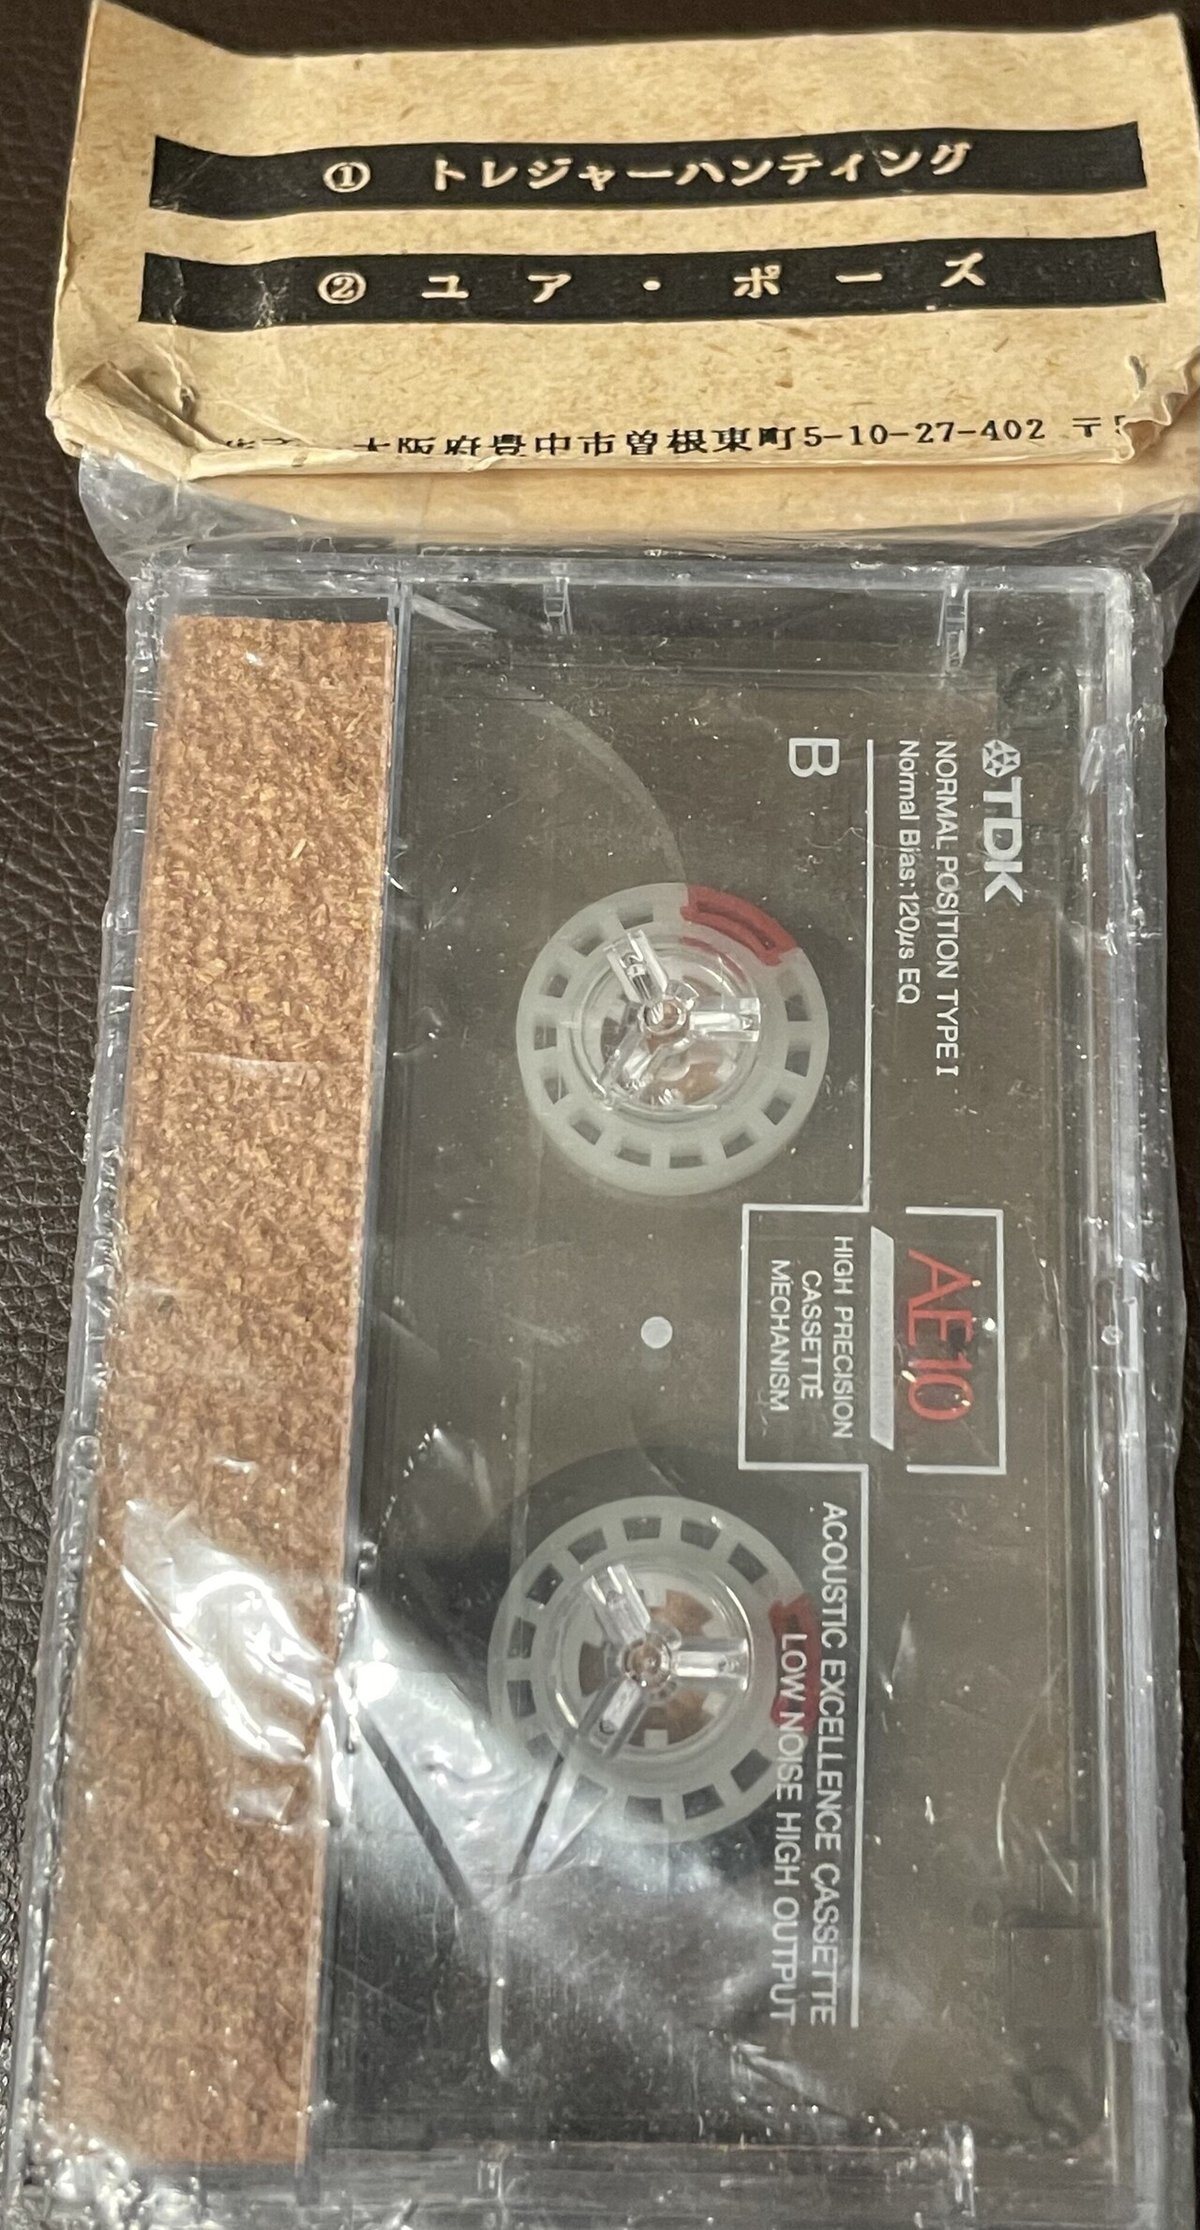 ① トレジャーハンティング
② ユア・ポーズ
大阪府豊中市曽根東町5-10-27-402 〒5
TDK
NORMAL POSITION TYPE I
Normal Bias:120μs EQ
B
AE10
HIGH PRECISION
CASSETTE
MECHANISM
ACOUSTIC EXCELLENCE CASSETTE
LOW NOISE HIGH OUTPUT